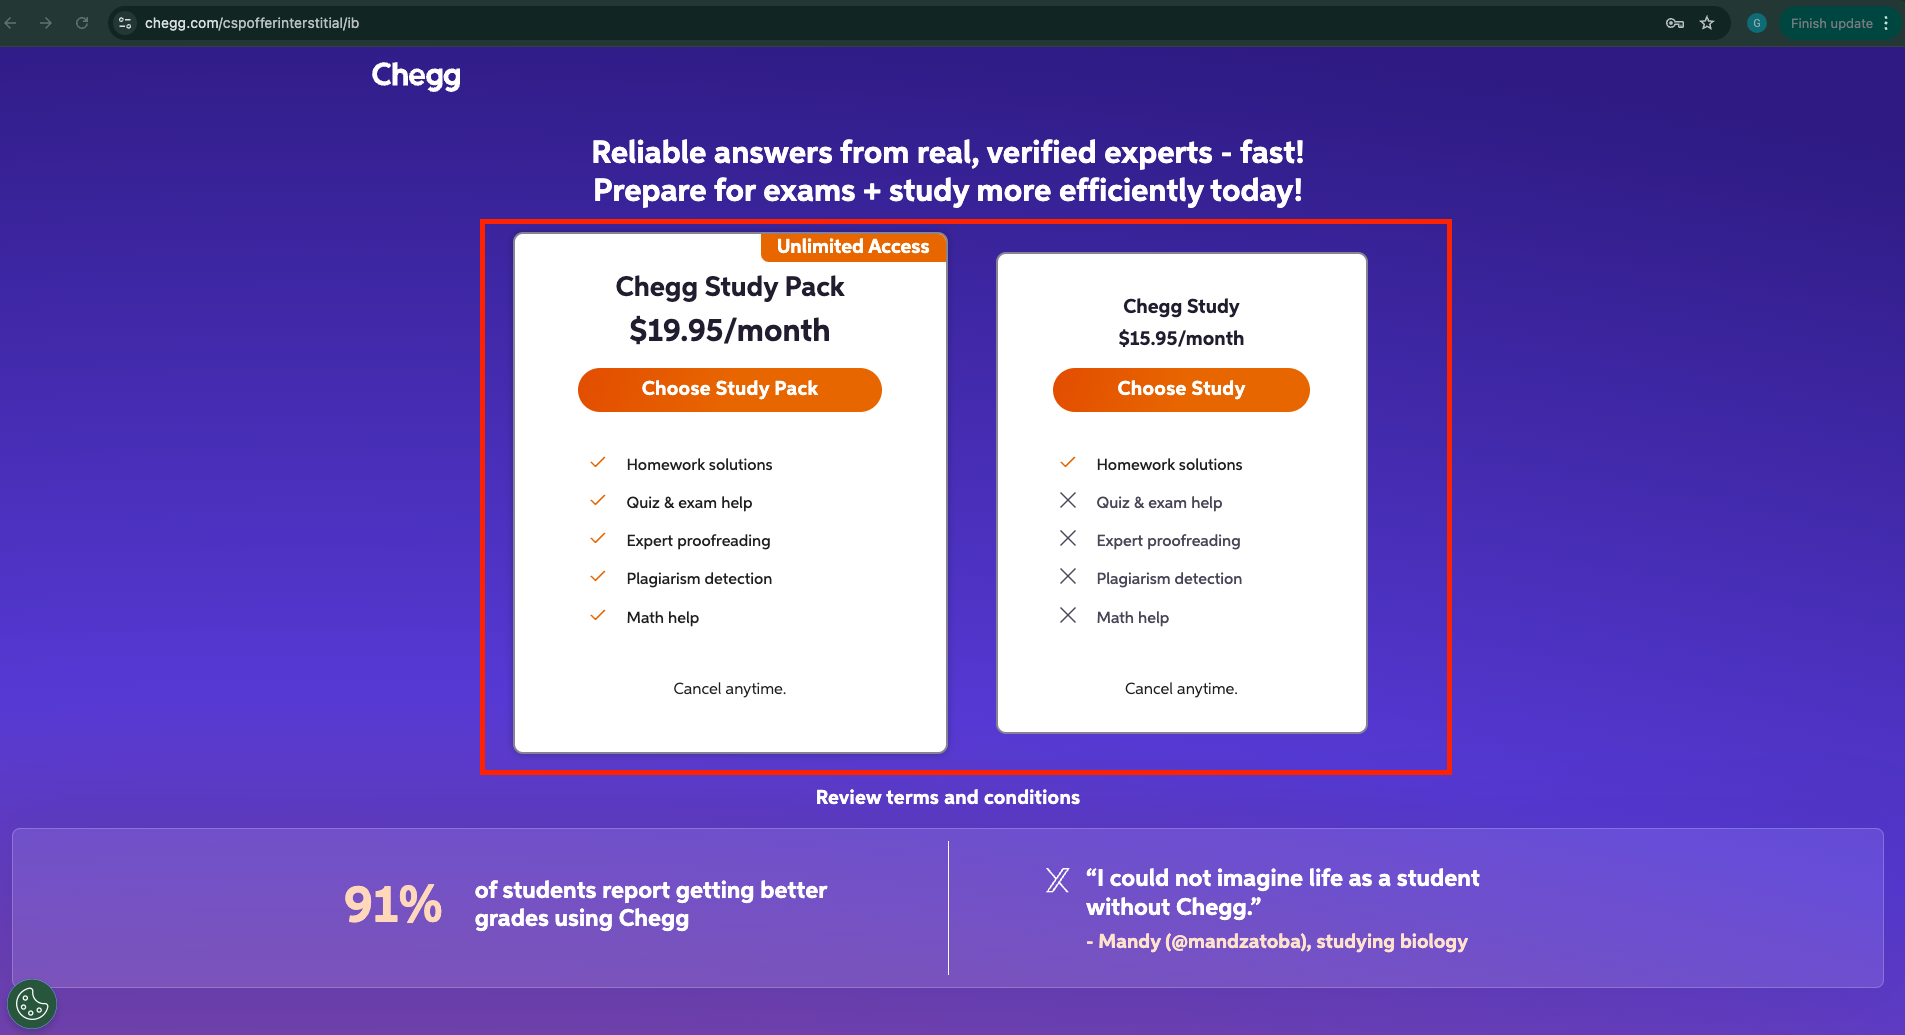 chegg.com/cspofferinterstitial/ib
G
Finish update
Chegg
Reliable answers from real, verified experts - fast!
Prepare for exams + study more efficiently today!
Unlimited Access
Chegg Study Pack
$19.95/month
Choose Study Pack
Homework solutions
Quiz & exam help
Expert proofreading
Plagiarism detection
Math help
Cancel anytime.
Chegg Study
$15.95/month
Choose Study
Homework solutions
Quiz & exam help
Expert proofreading
Plagiarism detection
Math help
Cancel anytime.
Review terms and conditions
91%
of students report getting better
grades using Chegg
“I could not imagine life as a student
without Chegg.”
- Mandy (@mandzatoba), studying biology